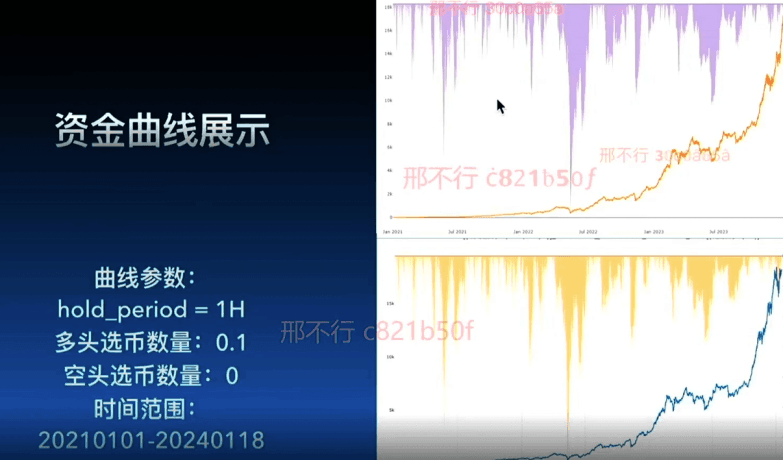 资金曲线展示
曲线参数：
hold_period = 1H
多头选币数量：0.1
空头选币数量：0
时间范围：
20210101-20240118
18k
16k
14k
12k
10k
8k
6k
4k
2k
0
Jan 2021
Jul 2021
Jan 2022
Jul 2022
Jan 2023
Jul 2023
15k
10k
5k
邢不行
邢不行 c821b50f
邢不行
邢不行 c821b50f